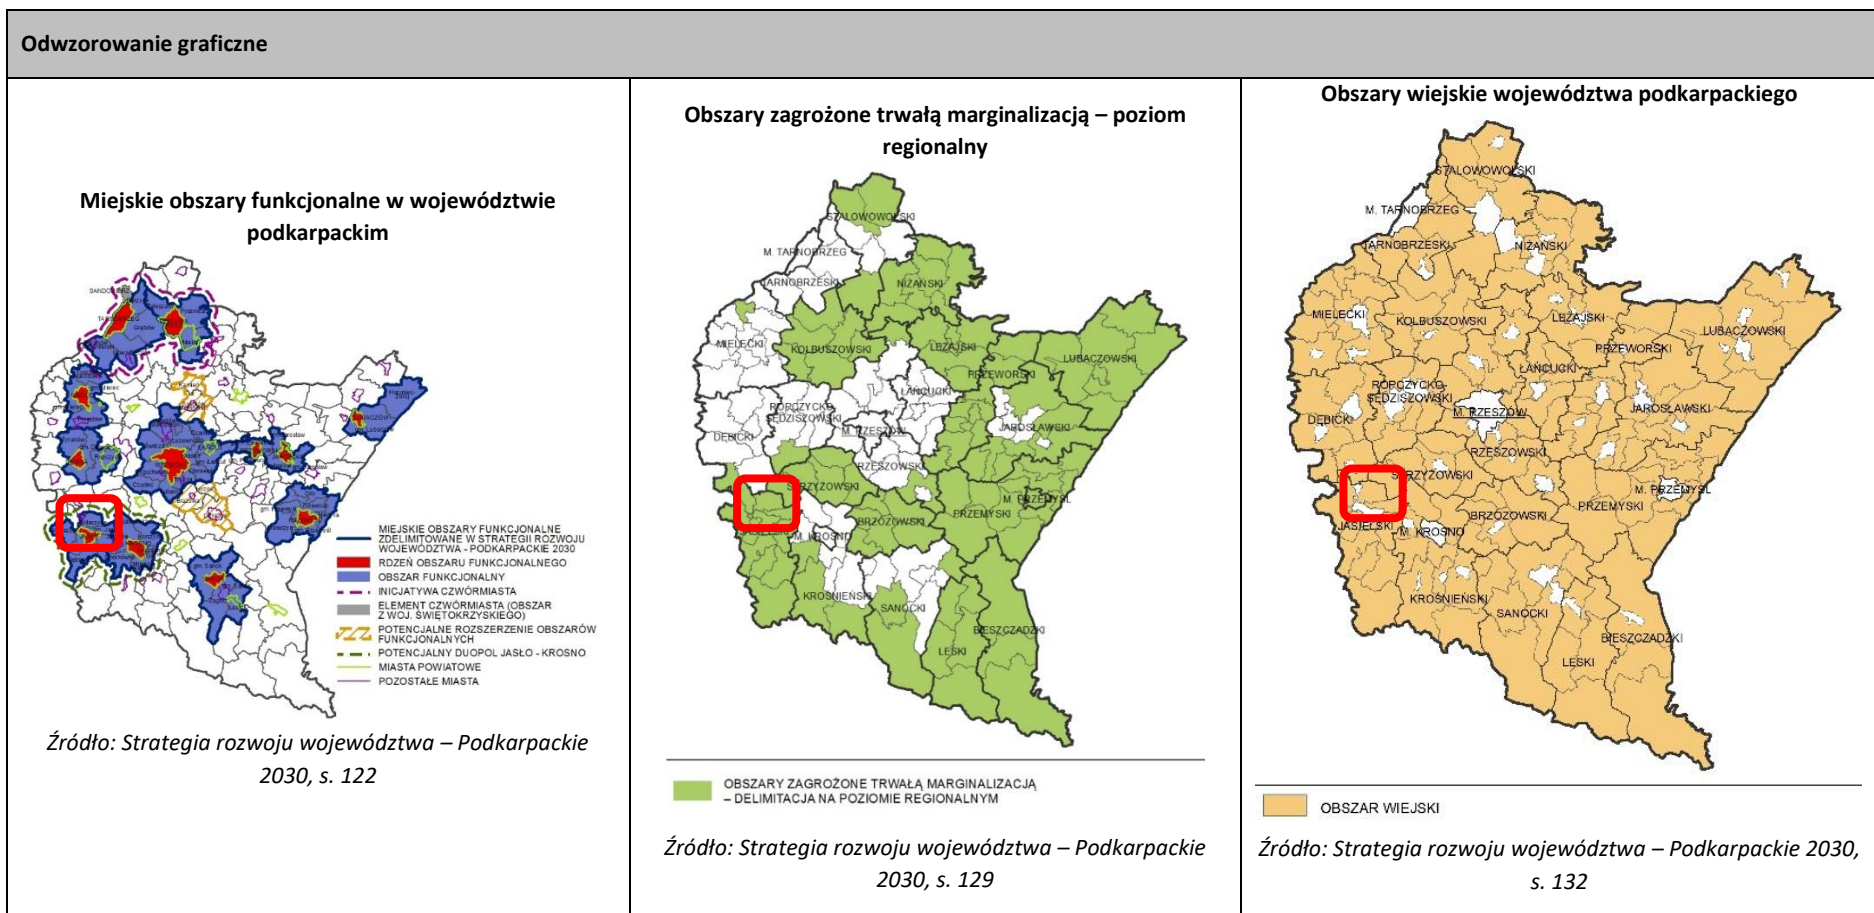 Odwzorowanie graficzne
Miejskie obszary funkcjonalne w województwie
podkarpackim
MIEJSKIE OBSZARY FUNKCJONALNE
ZDELIMITOWANE W STRATEGII ROZWOJU
WOJEWÓDZTWA - PODKARPACKIE 2030
RDZEŃ OBSZARU FUNKCJONALNEGO
OBSZAR FUNKCJONALNY
INICJATYWA CZWÓRMIASTA
ELEMENT CZWÓRMIASTA (OBSZAR
Z WOJ. ŚWIĘTOKRZYSKIEGO)
POTENCJALNE ROZSZERZENIE OBSZARÓW
FUNKCJONALNYCH
POTENCJALNY DUOPOL JASŁO - KROSNO
MIASTA POWIATOWE
POZOSTAŁE MIASTA
Źródło: Strategia rozwoju województwa – Podkarpackie
2030, s. 122
Obszary zagrożone trwałą marginalizacją – poziom
regionalny
STALOWOWOLSKI
M. TARNOBRZEG
TARNOBRZESKI
NIŻAŃSKI
MIELECKI
KOLBUSZOWSKI
LEŻAJSKI
LUBACZOWSKI
PRZEWORSKI
ŁAŃCUCKI
ROPCZYCKO-
SĘDZISZOWSKI
JAROSŁAWSKI
DĘBICKI
M. RZESZÓW
RZESZOWSKI
STRZYŻOWSKI
M. PRZEMYŚL
BRZOZOWSKI
PRZEMYSKI
M. KROSNO
KROŚNIEŃSKI
SANOCKI
BIESZCZADZKI
LESKI
OBSZARY ZAGROŻONE TRWAŁĄ MARGINALIZACJĄ
– DELIMITACJA NA POZIOMIE REGIONALNYM
Źródło: Strategia rozwoju województwa – Podkarpackie
2030, s. 129
Obszary wiejskie województwa podkarpackiego
STALOWOWOLSKI
M. TARNOBRZEG
TARNOBRZESKI
NIŻAŃSKI
MIELECKI
KOLBUSZOWSKI
LEŻAJSKI
LUBACZOWSKI
PRZEWORSKI
ŁAŃCUCKI
ROPCZYCKO-
SĘDZISZOWSKI
JAROSŁAWSKI
DĘBICKI
M. RZESZÓW
RZESZOWSKI
STRZYŻOWSKI
M. PRZEMYŚL
PRZEMYSKI
BRZOZOWSKI
JASIELSKI
M. KROSNO
KROŚNIEŃSKI
SANOCKI
BIESZCZADZKI
LESKI
OBSZAR WIEJSKI
Źródło: Strategia rozwoju województwa – Podkarpackie 2030,
s. 132